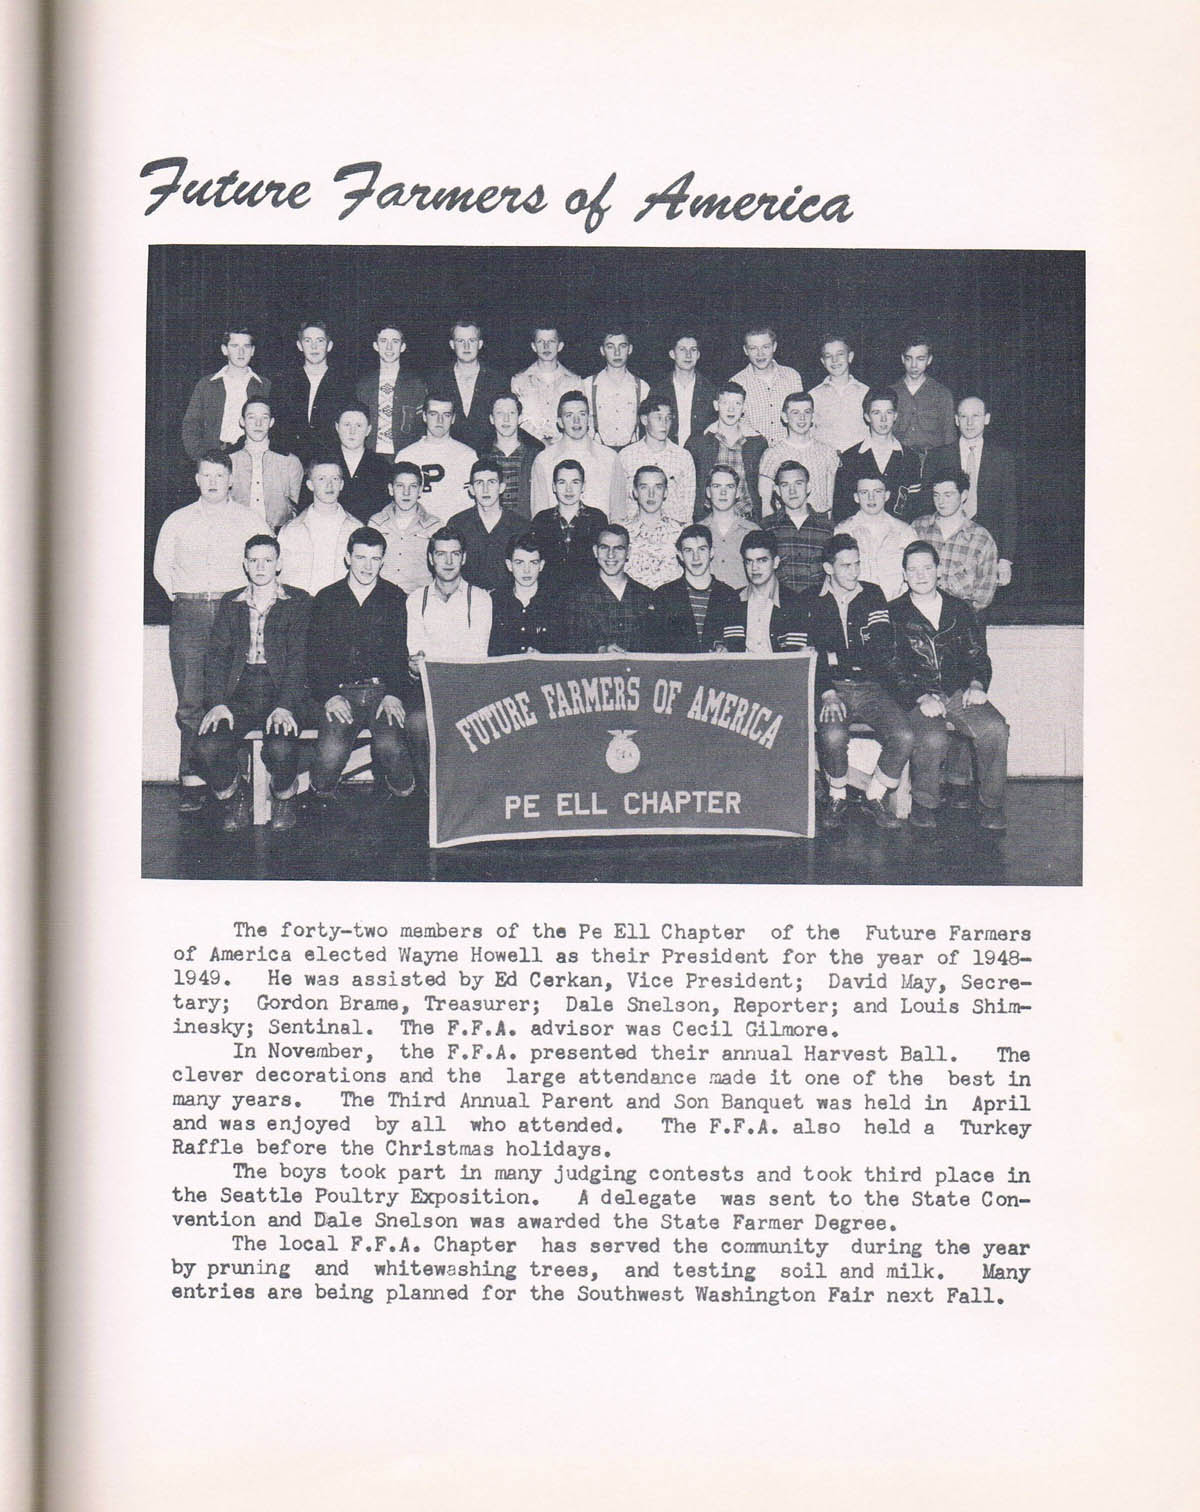 Future Farmers of America
P
FUTURE FARMERS OF AMERICA
PE ELL CHAPTER
The forty-two members of the Pe Ell Chapter of the Future Farmers
of America elected Wayne Howell as their President for the year of 1948-
1949. He was assisted by Ed Cerkan, Vice President; David May, Secre-
tary; Gordon Brame, Treasurer; Dale Snelson, Reporter; and Louis Shim-
inesky; Sentinal. The F.F.A. advisor was Cecil Gilmore.
In November, the F.F.A. presented their annual Harvest Ball. The
clever decorations and the large attendance made it one of the best in
many years. The Third Annual Parent and Son Banquet was held in April
and was enjoyed by all who attended. The F.F.A. also held a Turkey
Raffle before the Christmas holidays.
The boys took part in many judging contests and took third place in
the Seattle Poultry Exposition. A delegate was sent to the State Con-
vention and Dale Snelson was awarded the State Farmer Degree.
The local F.F.A. Chapter has served the community during the year
by pruning and whitewashing trees, and testing soil and milk. Many
entries are being planned for the Southwest Washington Fair next Fall.